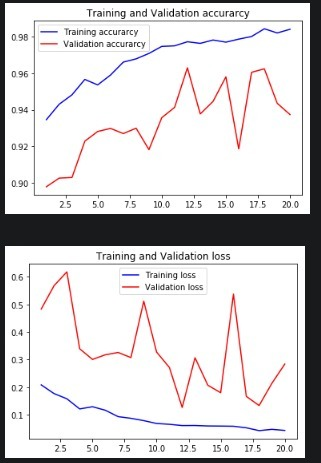 Training and Validation accurarcy
Training accurarcy
Validation accurarcy
0.98
0.96
0.94
0.92
0.90
2.5 5.0 7.5 10.0 12.5 15.0 17.5 20.0
Training and Validation loss
Training loss
Validation loss
0.6
0.5
0.4
0.3
0.2
0.1
2.5 5.0 7.5 10.0 12.5 15.0 17.5 20.0